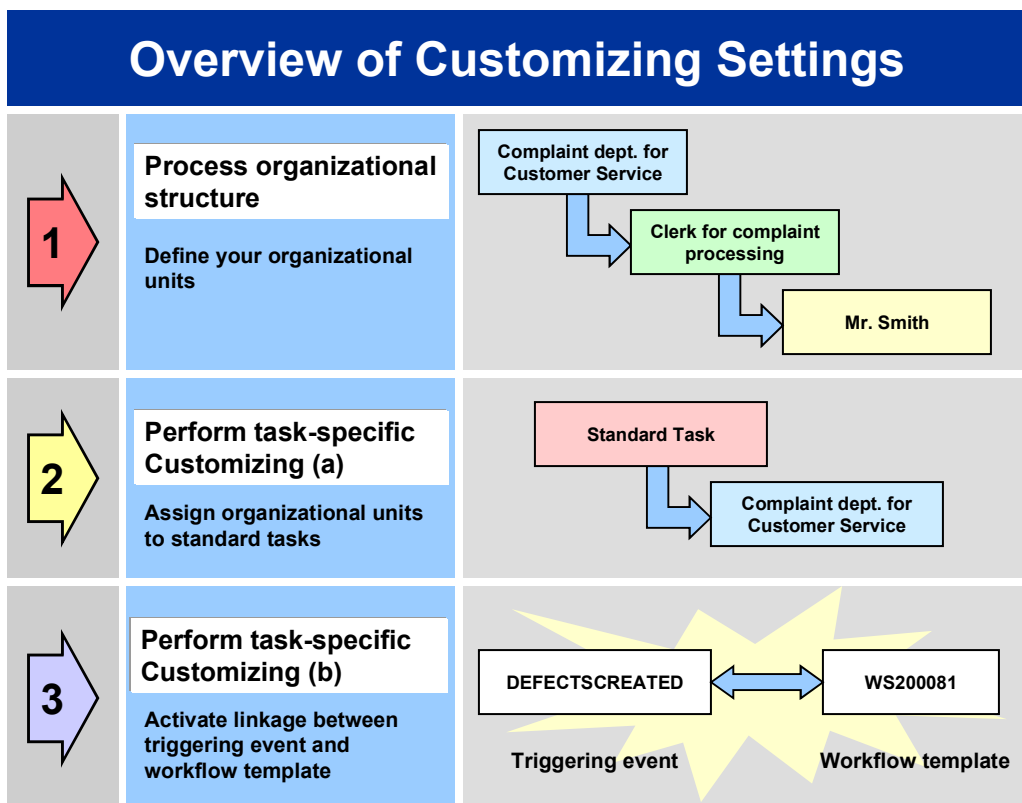 Overview of Customizing Settings
1
Process organizational
structure
Define your organizational
units
Complaint dept. for
Customer Service
Clerk for complaint
processing
Mr. Smith
2
Perform task-specific
Customizing (a)
Assign organizational units
to standard tasks
Standard Task
Complaint dept. for
Customer Service
3
Perform task-specific
Customizing (b)
Activate linkage between
triggering event and
workflow template
DEFECTSCREATED
WS200081
Triggering event
Workflow template